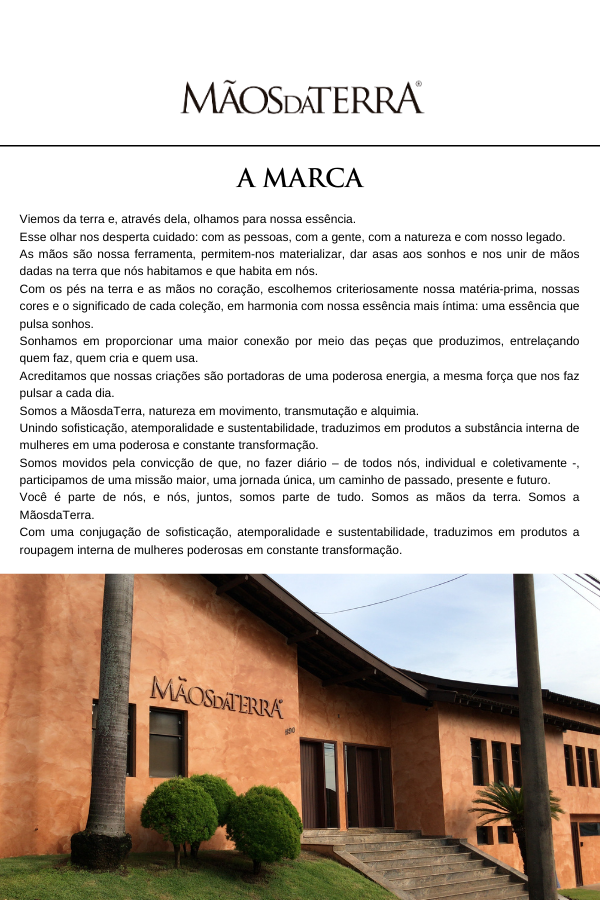 MÃOSDATERRA®
A MARCA
Viemos da terra e, através dela, olhamos para nossa essência.
Esse olhar nos desperta cuidado: com as pessoas, com a gente, com a natureza e com nosso legado.
As mãos são nossa ferramenta, permitem-nos materializar, dar asas aos sonhos e nos unir de mãos
dadas na terra que nós habitamos e que habita em nós.
Com os pés na terra e as mãos no coração, escolhemos criteriosamente nossa matéria-prima, nossas
cores e o significado de cada coleção, em harmonia com nossa essência mais íntima: uma essência que
pulsa sonhos.
Sonhamos em proporcionar uma maior conexão por meio das peças que produzimos, entrelaçando
quem faz, quem cria e quem usa.
Acreditamos que nossas criações são portadoras de uma poderosa energia, a mesma força que nos faz
pulsar a cada dia.
Somos a MãosdaTerra, natureza em movimento, transmutação e alquimia.
Unindo sofisticação, atemporalidade e sustentabilidade, traduzimos em produtos a substância interna de
mulheres em uma poderosa e constante transformação.
Somos movidos pela convicção de que, no fazer diário – de todos nós, individual e coletivamente -,
participamos de uma missão maior, uma jornada única, um caminho de passado, presente e futuro.
Você é parte de nós, e nós, juntos, somos parte de tudo. Somos as mãos da terra. Somos a
MãosdaTerra.
Com uma conjugação de sofisticação, atemporalidade e sustentabilidade, traduzimos em produtos a
roupagem interna de mulheres poderosas em constante transformação.
MÃOSDATERRA®